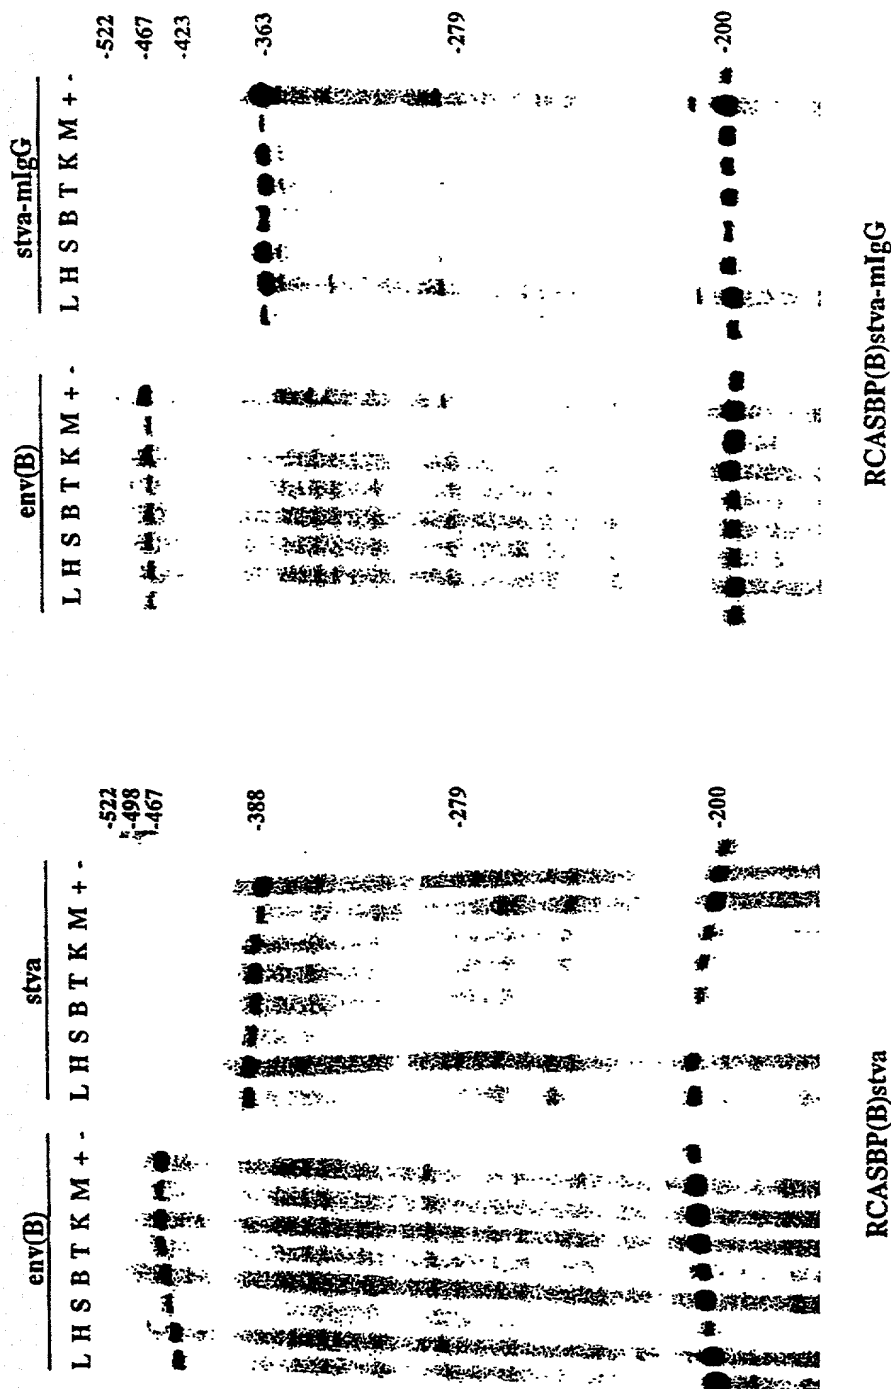 env(B)
stva
L H S B T K M + -
L H S B T K M + -
-522
-498
-467
-388
-279
-200
RCASBP(B)stva
env(B)
stva-mIgG
L H S B T K M + -
L H S B T K M + -
-522
-467
-423
-363
-279
-200
RCASBP(B)stva-mIgG